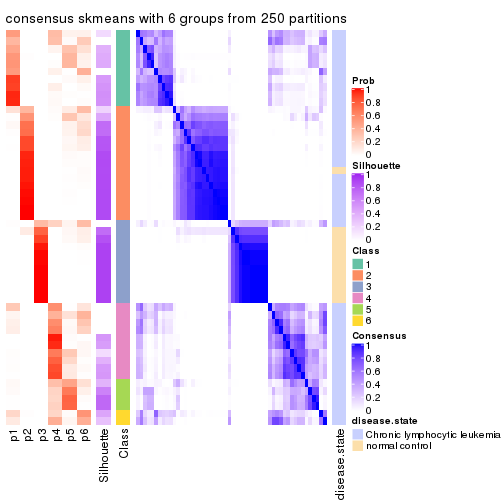 consensus skmeans with 6 groups from 250 partitions
Prob
1
0.8
0.6
0.4
0.2
0
Silhouette
1
0.8
0.6
0.4
0.2
0
Class
1
2
3
4
5
6
Consensus
1
0.8
0.6
0.4
0.2
0
disease.state
Chronic lymphocytic leukemia
normal control
p1
p2
p3
p4
p5
p6
Silhouette
Class
disease.state